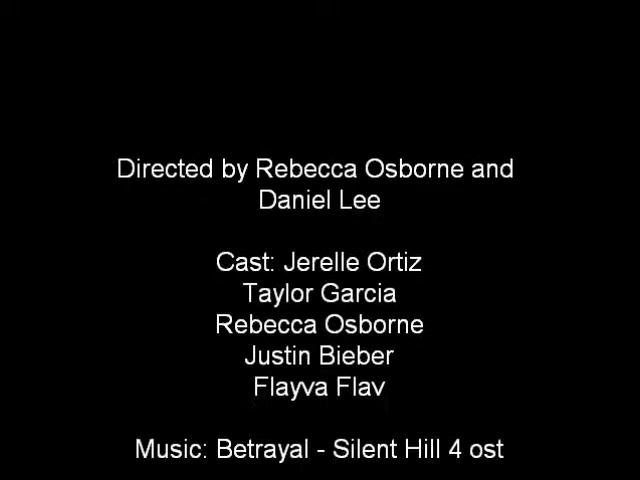 Directed by Rebecca Osborne and
Daniel Lee
Cast: Jerelle Ortiz
Taylor Garcia
Rebecca Osborne
Justin Bieber
Flayva Flav
Music: Betrayal - Silent Hill 4 ost